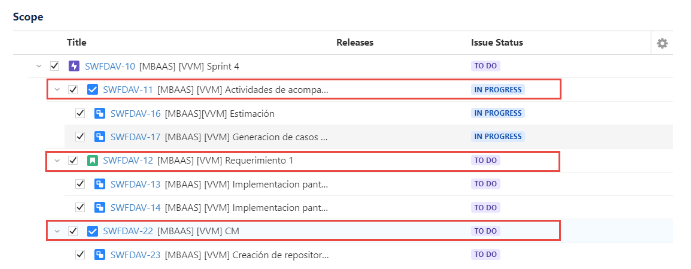 Scope
Title Releases Issue Status
SWFDAV-10 [MBAAS] [VVM] Sprint 4 TO DO
SWFDAV-11 [MBAAS] [VVM] Actividades de acompa... IN PROGRESS
SWFDAV-16 [MBAAS][VVM] Estimación IN PROGRESS
SWFDAV-17 [MBAAS] [VVM] Generacion de casos ... IN PROGRESS
SWFDAV-12 [MBAAS] [VVM] Requerimiento 1 TO DO
SWFDAV-13 [MBAAS] [VVM] Implementacion pant... TO DO
SWFDAV-14 [MBAAS] [VVM] Implementacion pant... TO DO
SWFDAV-22 [MBAAS] [VVM] CM TO DO
SWFDAV-23 [MBAAS] [VVM] Creación de repositor... TO DO